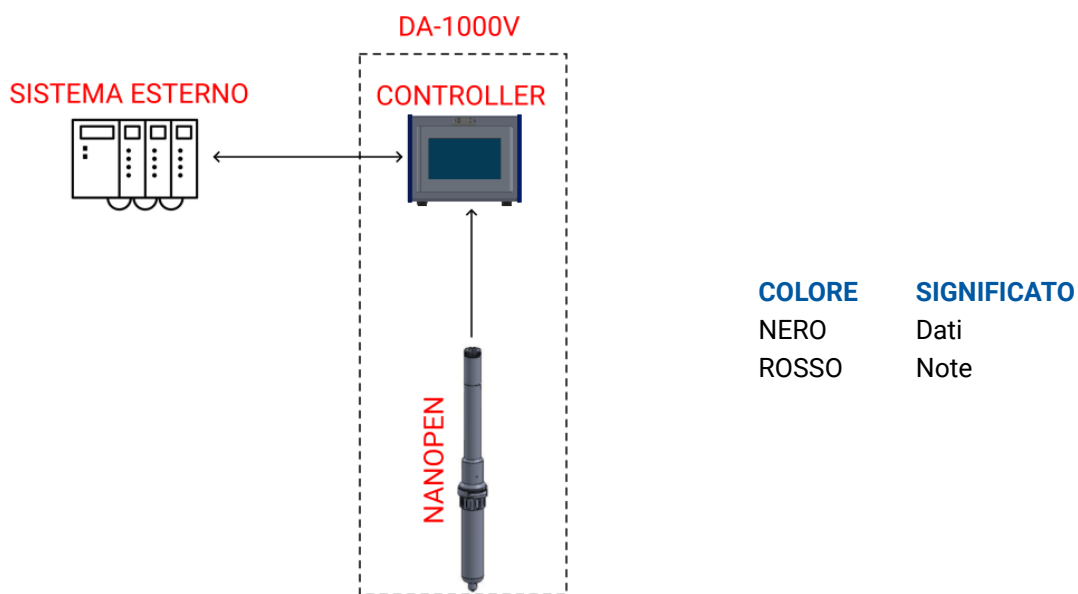 DA-1000V
SISTEMA ESTERNO
CONTROLLER
NANOPEN
COLORE SIGNIFICATO
NERO Dati
ROSSO Note